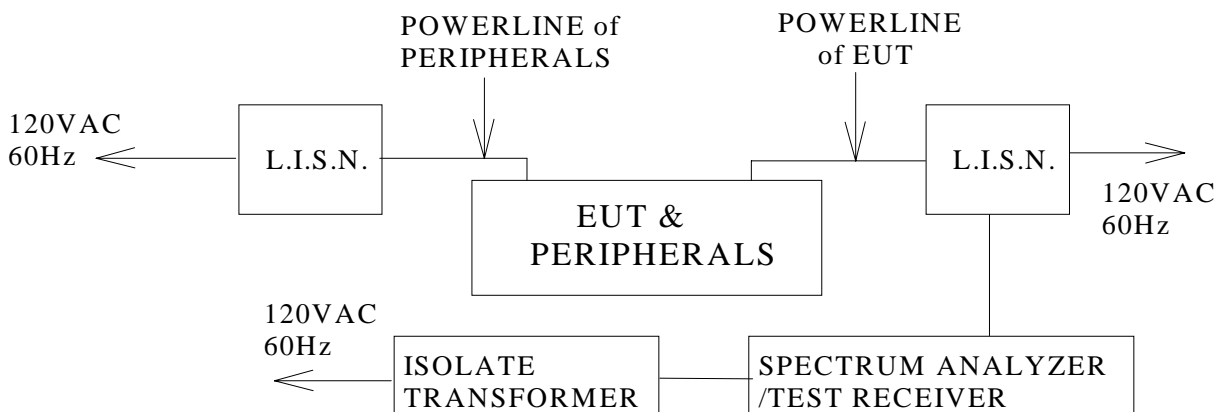 POWERLINE of
PERIPHERALS
POWERLINE
of EUT
120VAC
60Hz
L.I.S.N.
L.I.S.N.
120VAC
60Hz
EUT &
PERIPHERALS
120VAC
60Hz
ISOLATE
TRANSFORMER
SPECTRUM ANALYZER
/TEST RECEIVER